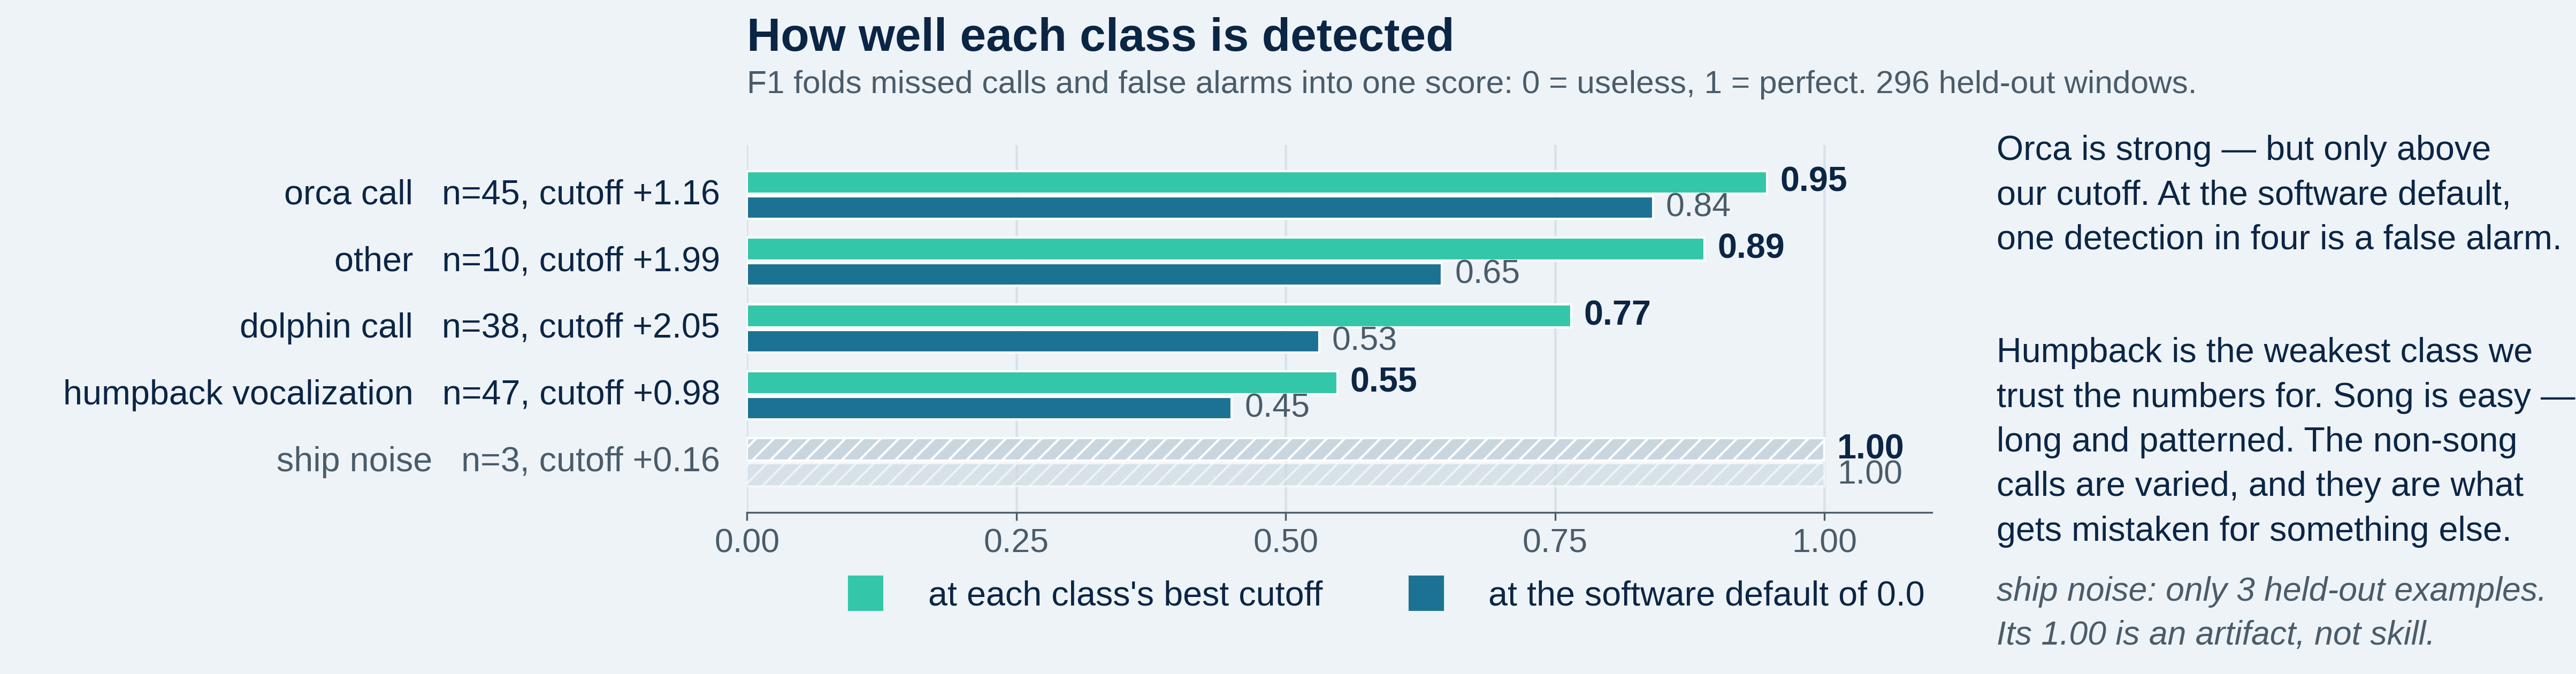 How well each class is detected
F1 folds missed calls and false alarms into one score: 0 = useless, 1 = perfect. 296 held-out windows.
orca call n=45, cutoff +1.16
0.95
0.84
other n=10, cutoff +1.99
0.89
0.65
dolphin call n=38, cutoff +2.05
0.77
0.53
humpback vocalization n=47, cutoff +0.98
0.55
0.45
ship noise n=3, cutoff +0.16
1.00
1.00
0.00 0.25 0.50 0.75 1.00
at each class's best cutoff at the software default of 0.0
Orca is strong — but only above
our cutoff. At the software default,
one detection in four is a false alarm.
Humpback is the weakest class we
trust the numbers for. Song is easy —
long and patterned. The non-song
calls are varied, and they are what
gets mistaken for something else.
ship noise: only 3 held-out examples.
Its 1.00 is an artifact, not skill.